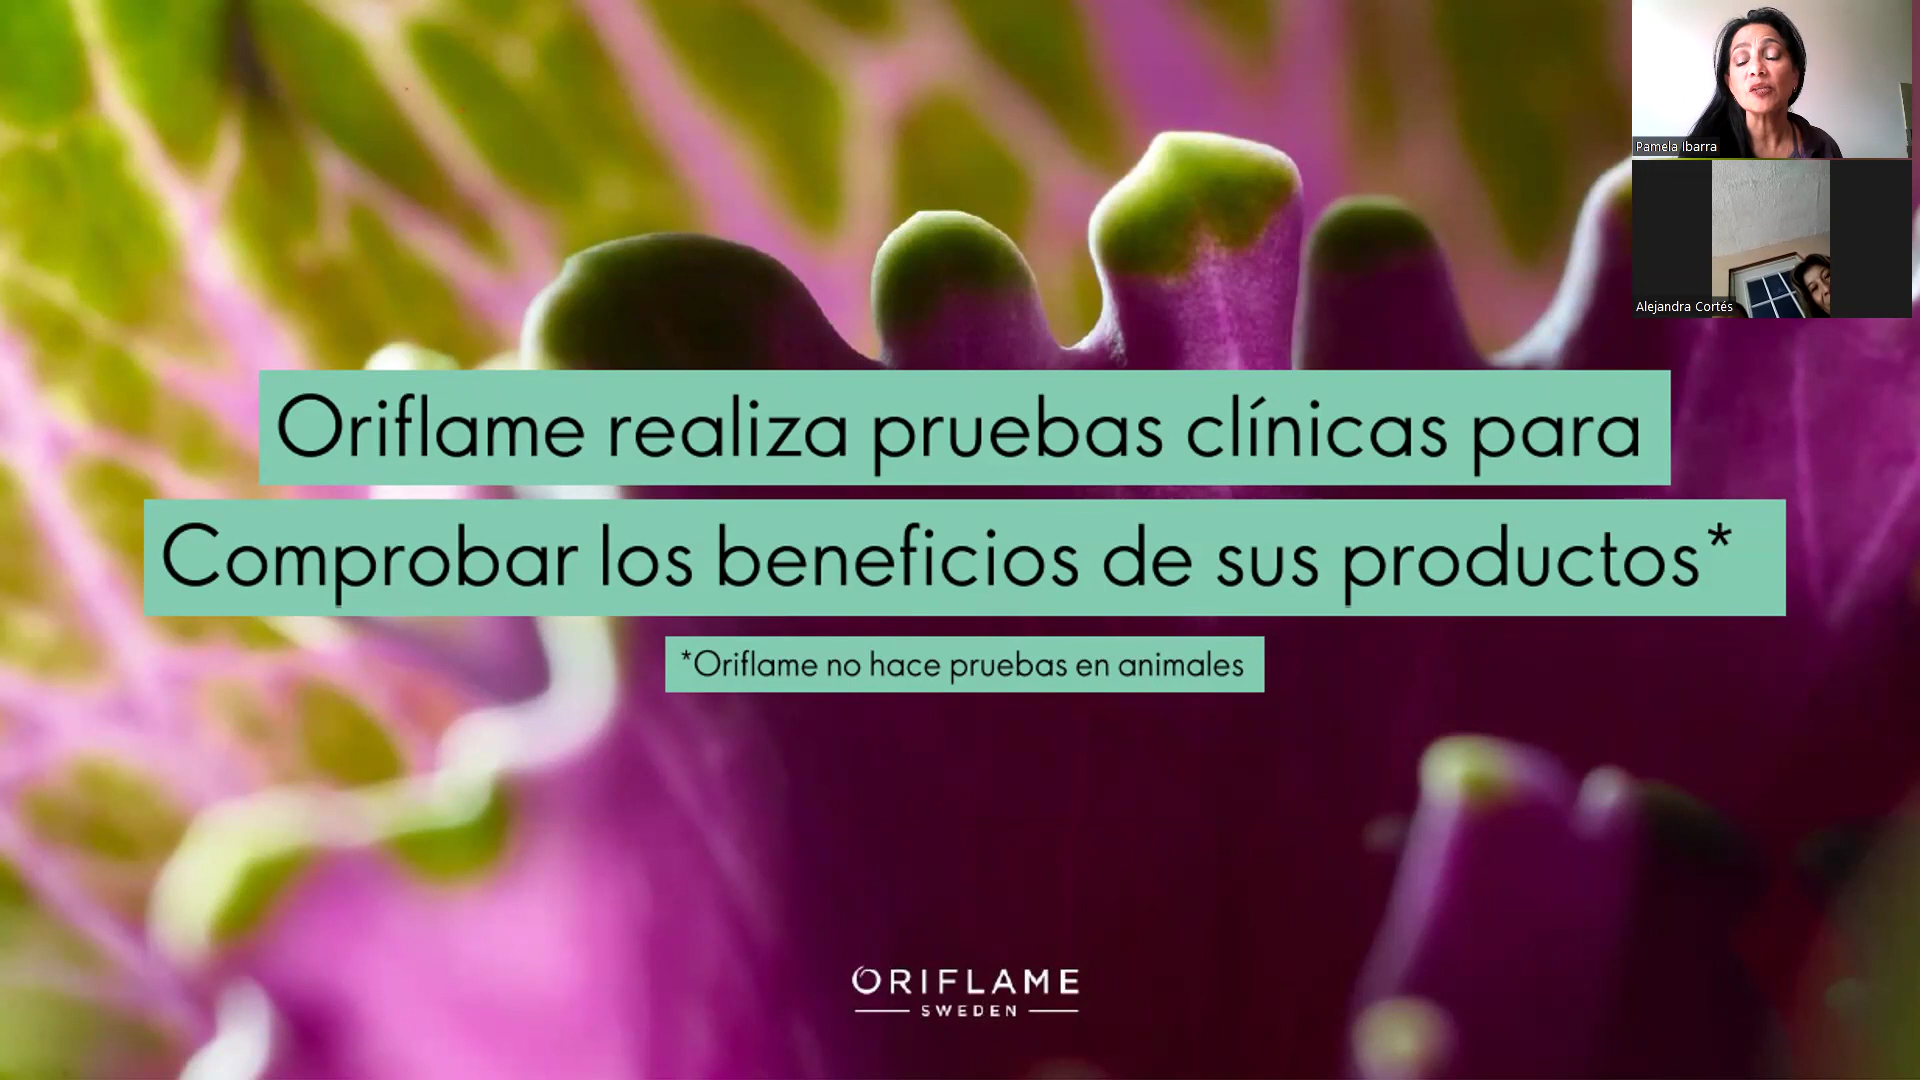 Pamela Ibarra
Alejandra Cortés
Oriflame realiza pruebas clínicas para
Comprobar los beneficios de sus productos*
*Oriflame no hace pruebas en animales
ORIFLAME
SWEDEN